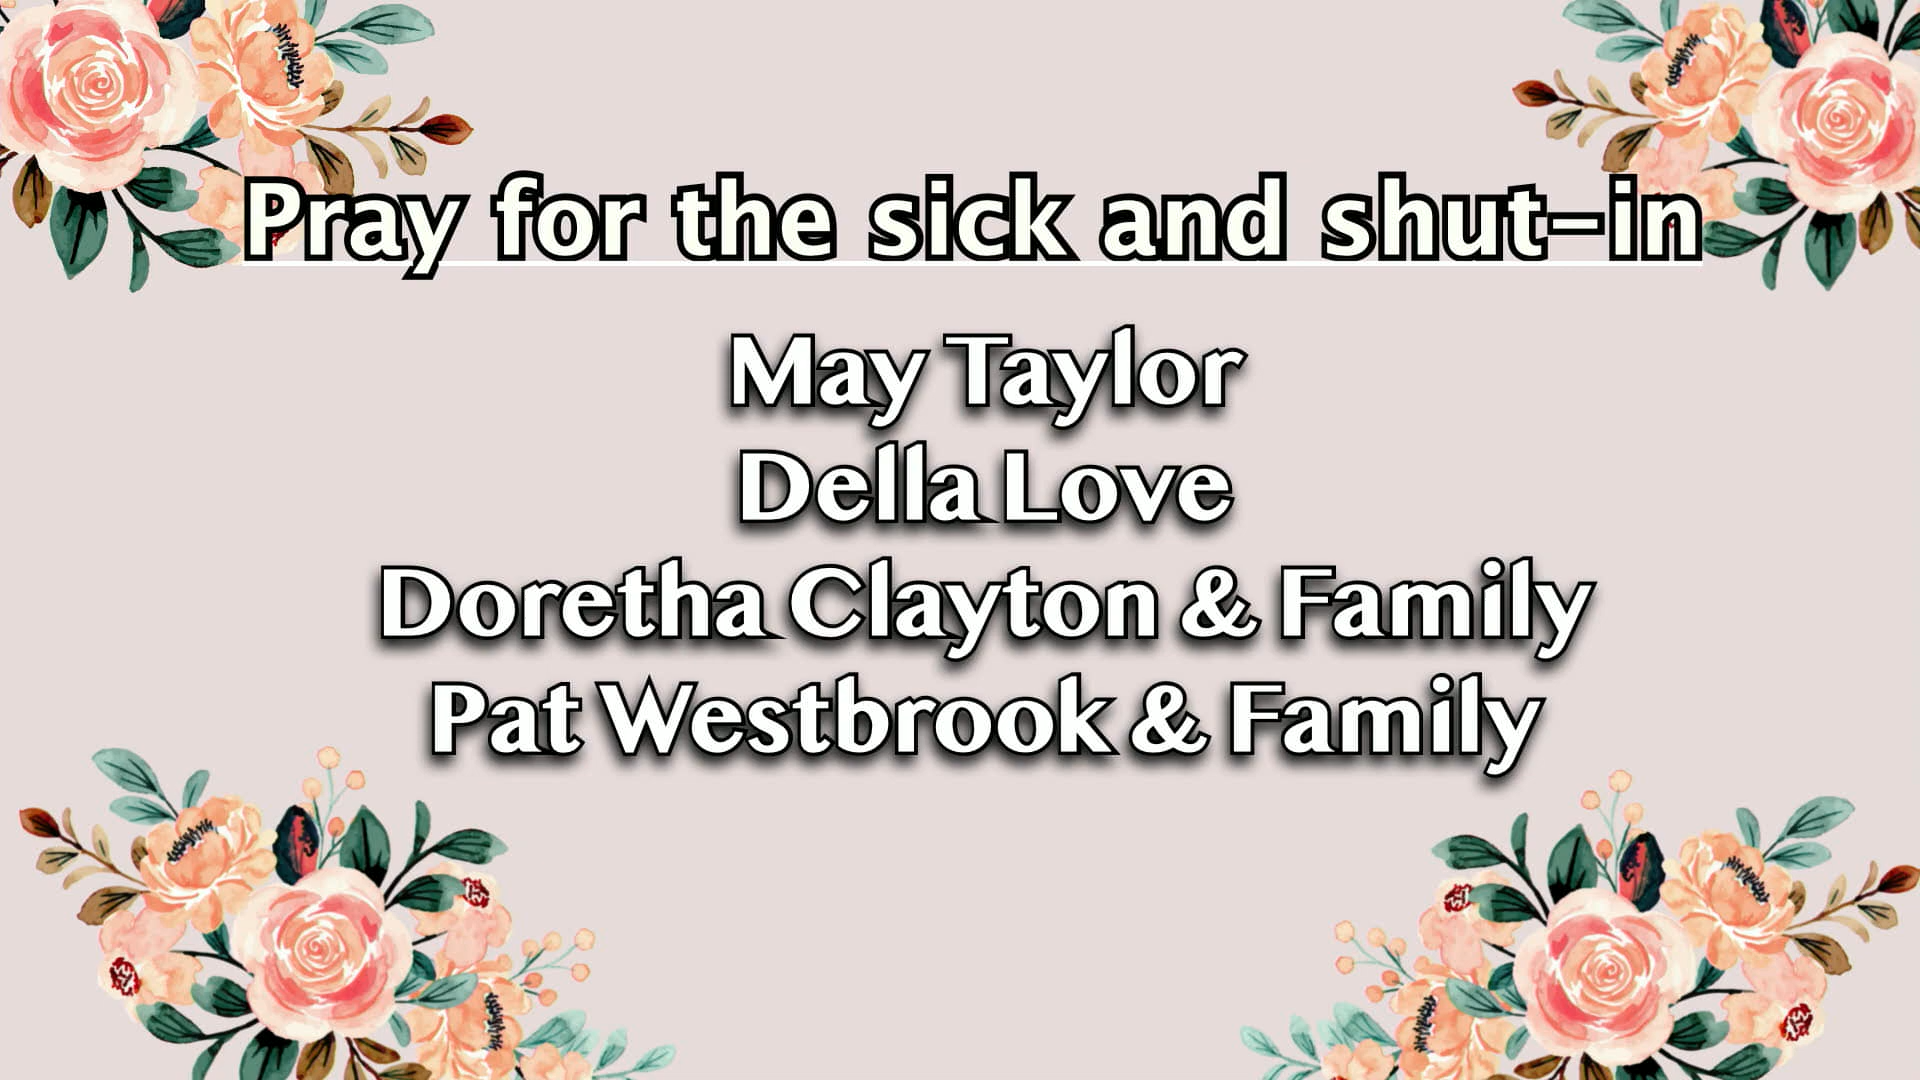 Pray for the sick and shut-in
May Taylor
Della Love
Doretha Clayton & Family
Pat Westbrook & Family